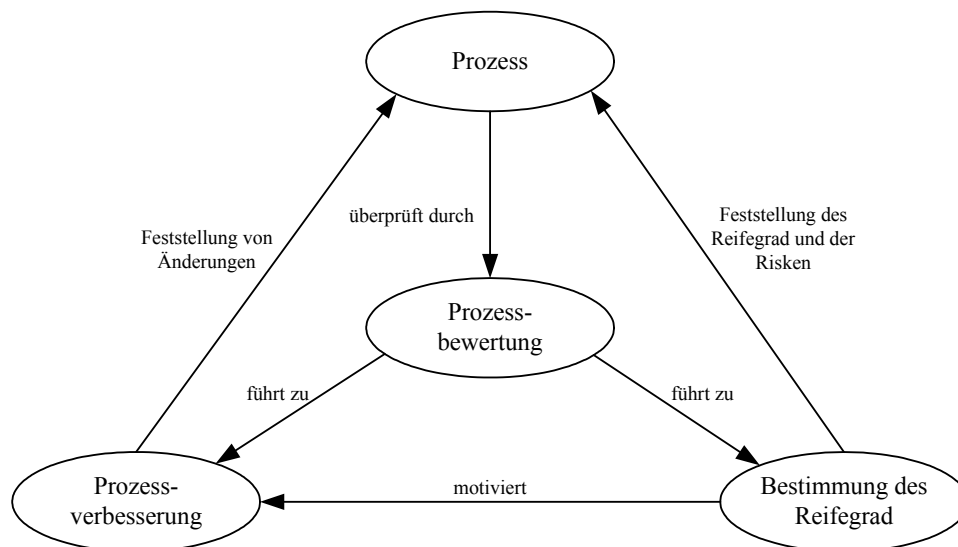 Prozess
überprüft durch
Feststellung von
Änderungen
Feststellung des
Reifegrad und der
Risken
Prozess-
bewertung
führt zu
führt zu
Prozess-
verbesserung
motiviert
Bestimmung des
Reifegrad